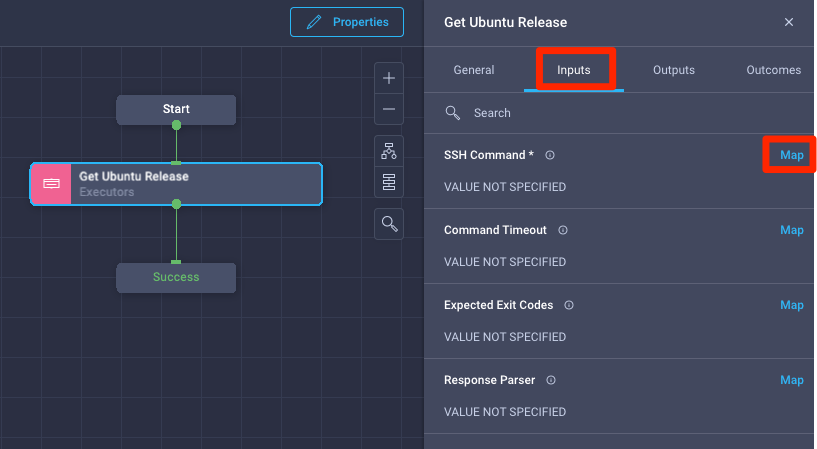 Properties
Start
Get Ubuntu Release
Executors
Success
Get Ubuntu Release
General
Inputs
Outputs
Outcomes
Search
SSH Command *
Map
VALUE NOT SPECIFIED
Command Timeout
Map
VALUE NOT SPECIFIED
Expected Exit Codes
Map
VALUE NOT SPECIFIED
Response Parser
Map
VALUE NOT SPECIFIED